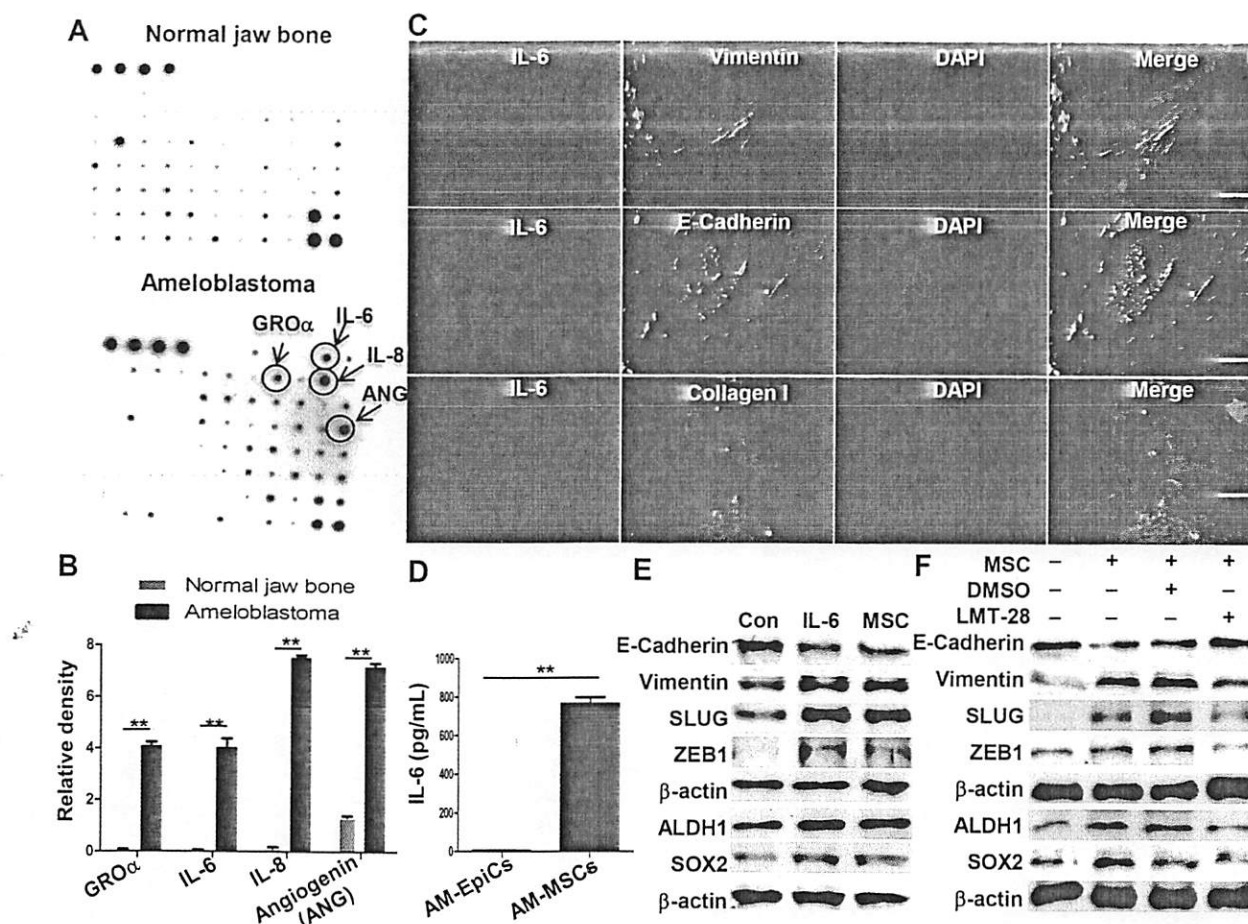 A
Normal jaw bone
Ameloblastoma
GROα
IL-6
IL-8
ANG
C
IL-6 Vimentin DAPI Merge
IL-6 E-Cadherin DAPI Merge
IL-6 Collagen I DAPI Merge
B
Normal jaw bone
Ameloblastoma
Relative density
8
6
4
2
0
** ** ** **
GROα IL-6 IL-8 Angiogenin
(ANG)
D
IL-6 (pg/mL)
1000
800
600
400
200
0
**
AM-EpiCs AM-MSCs
E
Con IL-6 MSC
E-Cadherin
Vimentin
SLUG
ZEB1
β-actin
ALDH1
SOX2
β-actin
F
MSC – + + +
DMSO – – + –
LMT-28 – – – +
E-Cadherin
Vimentin
SLUG
ZEB1
β-actin
ALDH1
SOX2
β-actin